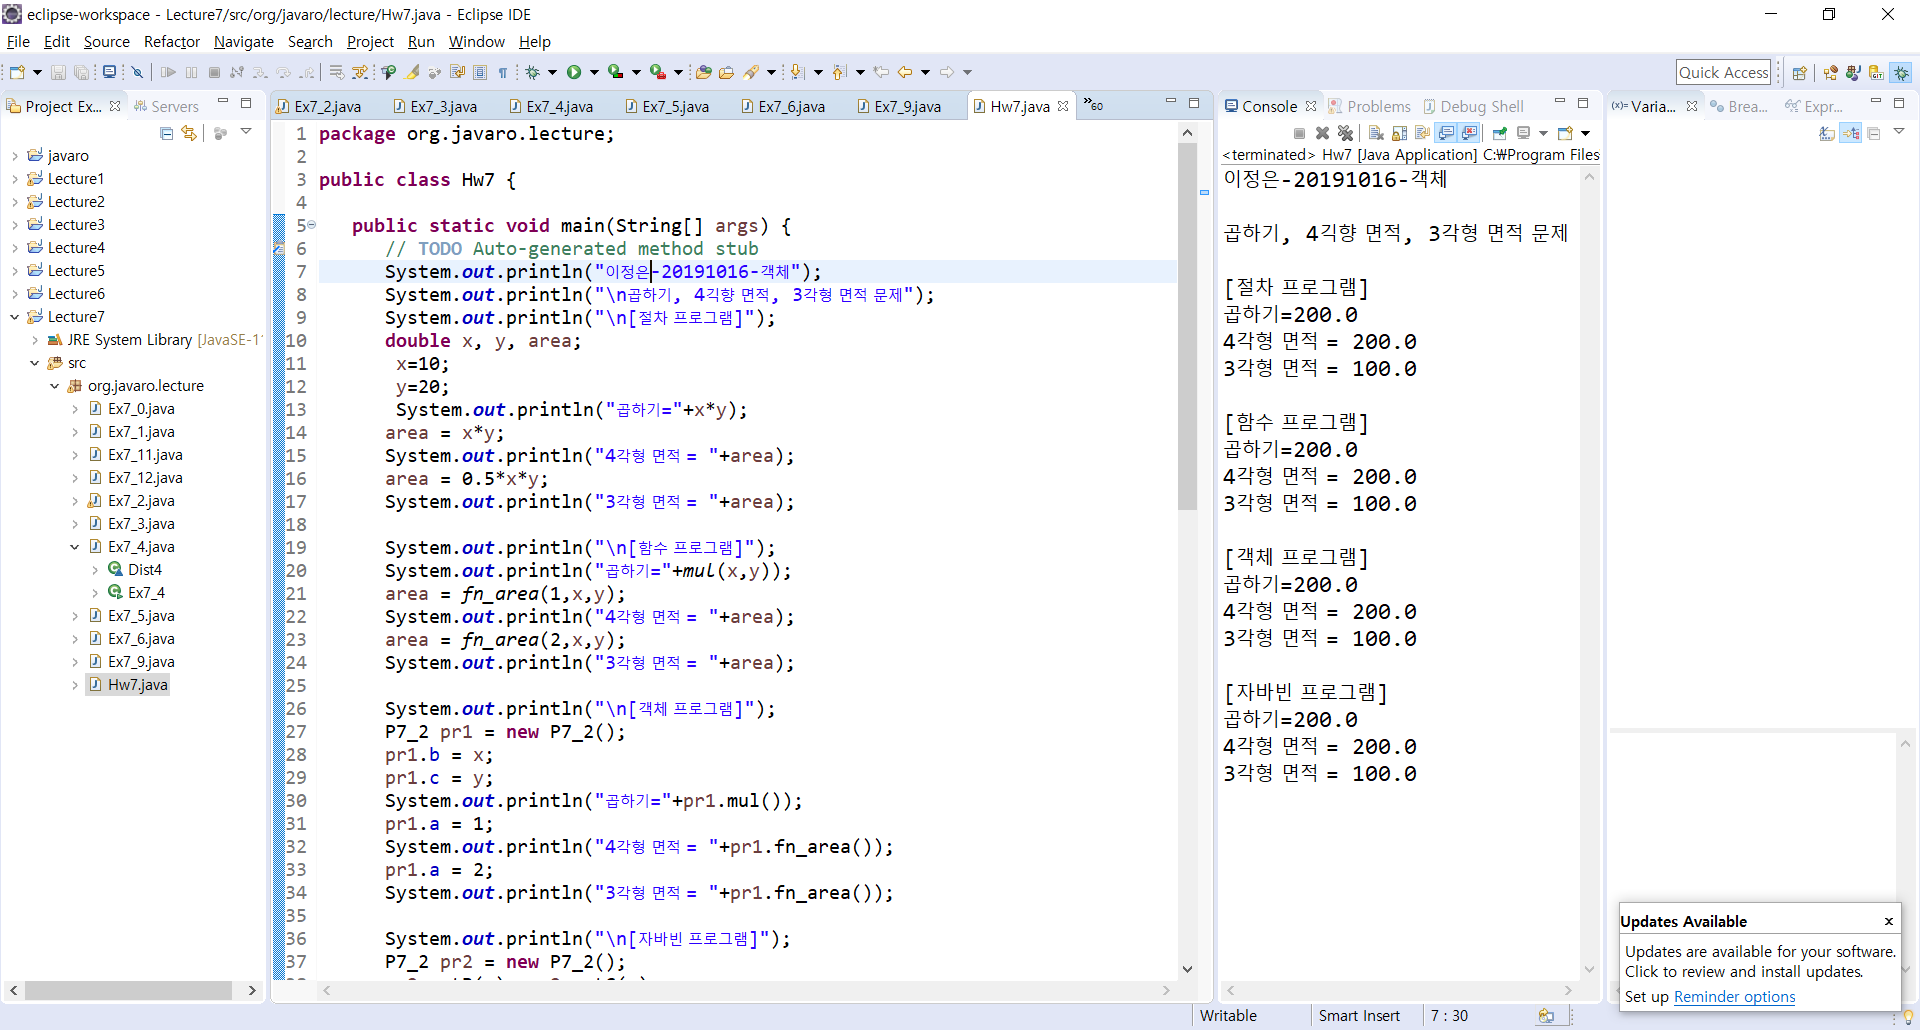 eclipse-workspace - Lecture7/src/org/javaro/lecture/Hw7.java - Eclipse IDE
File Edit Source Refactor Navigate Search Project Run Window Help
Quick Access
Project Ex...
Servers
javaro
Lecture1
Lecture2
Lecture3
Lecture4
Lecture5
Lecture6
Lecture7
JRE System Library [JavaSE-1
src
org.javaro.lecture
Ex7_0.java
Ex7_1.java
Ex7_11.java
Ex7_12.java
Ex7_2.java
Ex7_3.java
Ex7_4.java
Dist4
Ex7_4
Ex7_5.java
Ex7_6.java
Ex7_9.java
Hw7.java
Ex7_2.java Ex7_3.java Ex7_4.java Ex7_5.java Ex7_6.java Ex7_9.java Hw7.java »60
1 package org.javaro.lecture;
2
3 public class Hw7 {
4
5 public static void main(String[] args) {
6 // TODO Auto-generated method stub
7 System.out.println("이정은-20191016-객체");
8 System.out.println("\n곱하기, 4긱향 면적, 3각형 면적 문제");
9 System.out.println("\n[절차 프로그램]");
10 double x, y, area;
11 x=10;
12 y=20;
13 System.out.println("곱하기="+x*y);
14 area = x*y;
15 System.out.println("4각형 면적 = "+area);
16 area = 0.5*x*y;
17 System.out.println("3각형 면적 = "+area);
18
19 System.out.println("\n[함수 프로그램]");
20 System.out.println("곱하기="+mul(x,y));
21 area = fn_area(1,x,y);
22 System.out.println("4각형 면적 = "+area);
23 area = fn_area(2,x,y);
24 System.out.println("3각형 면적 = "+area);
25
26 System.out.println("\n[객체 프로그램]");
27 P7_2 pr1 = new P7_2();
28 pr1.b = x;
29 pr1.c = y;
30 System.out.println("곱하기="+pr1.mul());
31 pr1.a = 1;
32 System.out.println("4각형 면적 = "+pr1.fn_area());
33 pr1.a = 2;
34 System.out.println("3각형 면적 = "+pr1.fn_area());
35
36 System.out.println("\n[자바빈 프로그램]");
37 P7_2 pr2 = new P7_2();
Console Problems Debug Shell
<terminated> Hw7 [Java Application] C:₩Program Files
이정은-20191016-객체
곱하기, 4긱향 면적, 3각형 면적 문제
[절차 프로그램]
곱하기=200.0
4각형 면적 = 200.0
3각형 면적 = 100.0
[함수 프로그램]
곱하기=200.0
4각형 면적 = 200.0
3각형 면적 = 100.0
[객체 프로그램]
곱하기=200.0
4각형 면적 = 200.0
3각형 면적 = 100.0
[자바빈 프로그램]
곱하기=200.0
4각형 면적 = 200.0
3각형 면적 = 100.0
(x)= Varia... Brea... Expr...
Updates Available
Updates are available for your software.
Click to review and install updates.
Set up Reminder options
Writable Smart Insert 7 : 30